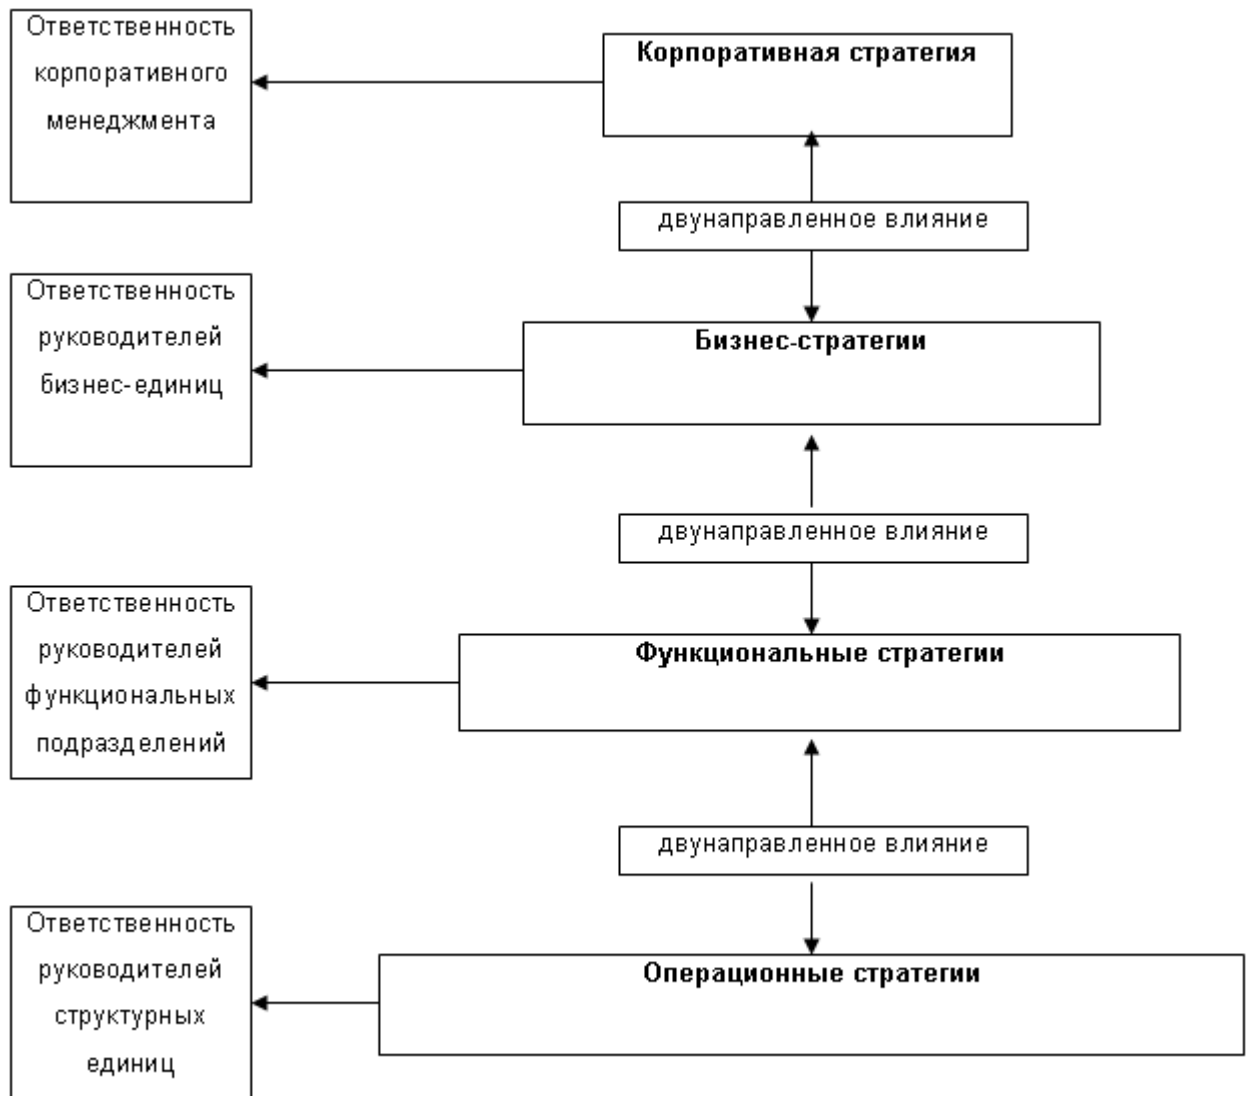 Ответственность
корпоративного
менеджмента
Корпоративная стратегия
двунаправленное влияние
Ответственность
руководителей
бизнес-единиц
Бизнес-стратегии
двунаправленное влияние
Ответственность
руководителей
функциональных
подразделений
Функциональные стратегии
двунаправленное влияние
Ответственность
руководителей
структурных
единиц
Операционные стратегии